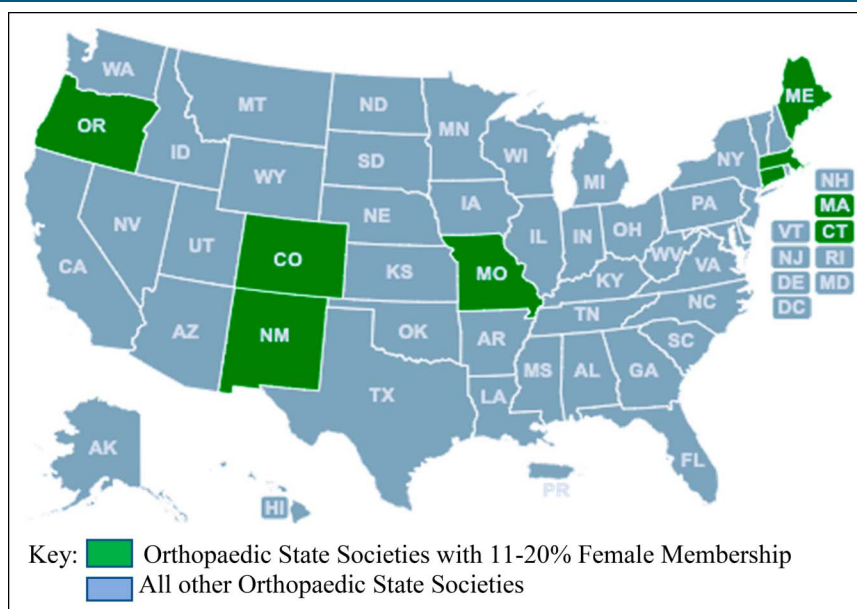 WA
OR
MT
ND
MN
ME
ID
SD
WI
NY
WY
MI
NH
IA
PA
MA
NV
NE
VT
CT
UT
CO
IL
IN
OH
NJ
RI
CA
KS
MO
WV
VA
DE
MD
KY
DC
AZ
NM
OK
AR
TN
NC
SC
TX
MS
AL
GA
LA
AK
FL
HI
PR
Key: Orthopaedic State Societies with 11-20% Female Membership
All other Orthopaedic State Societies